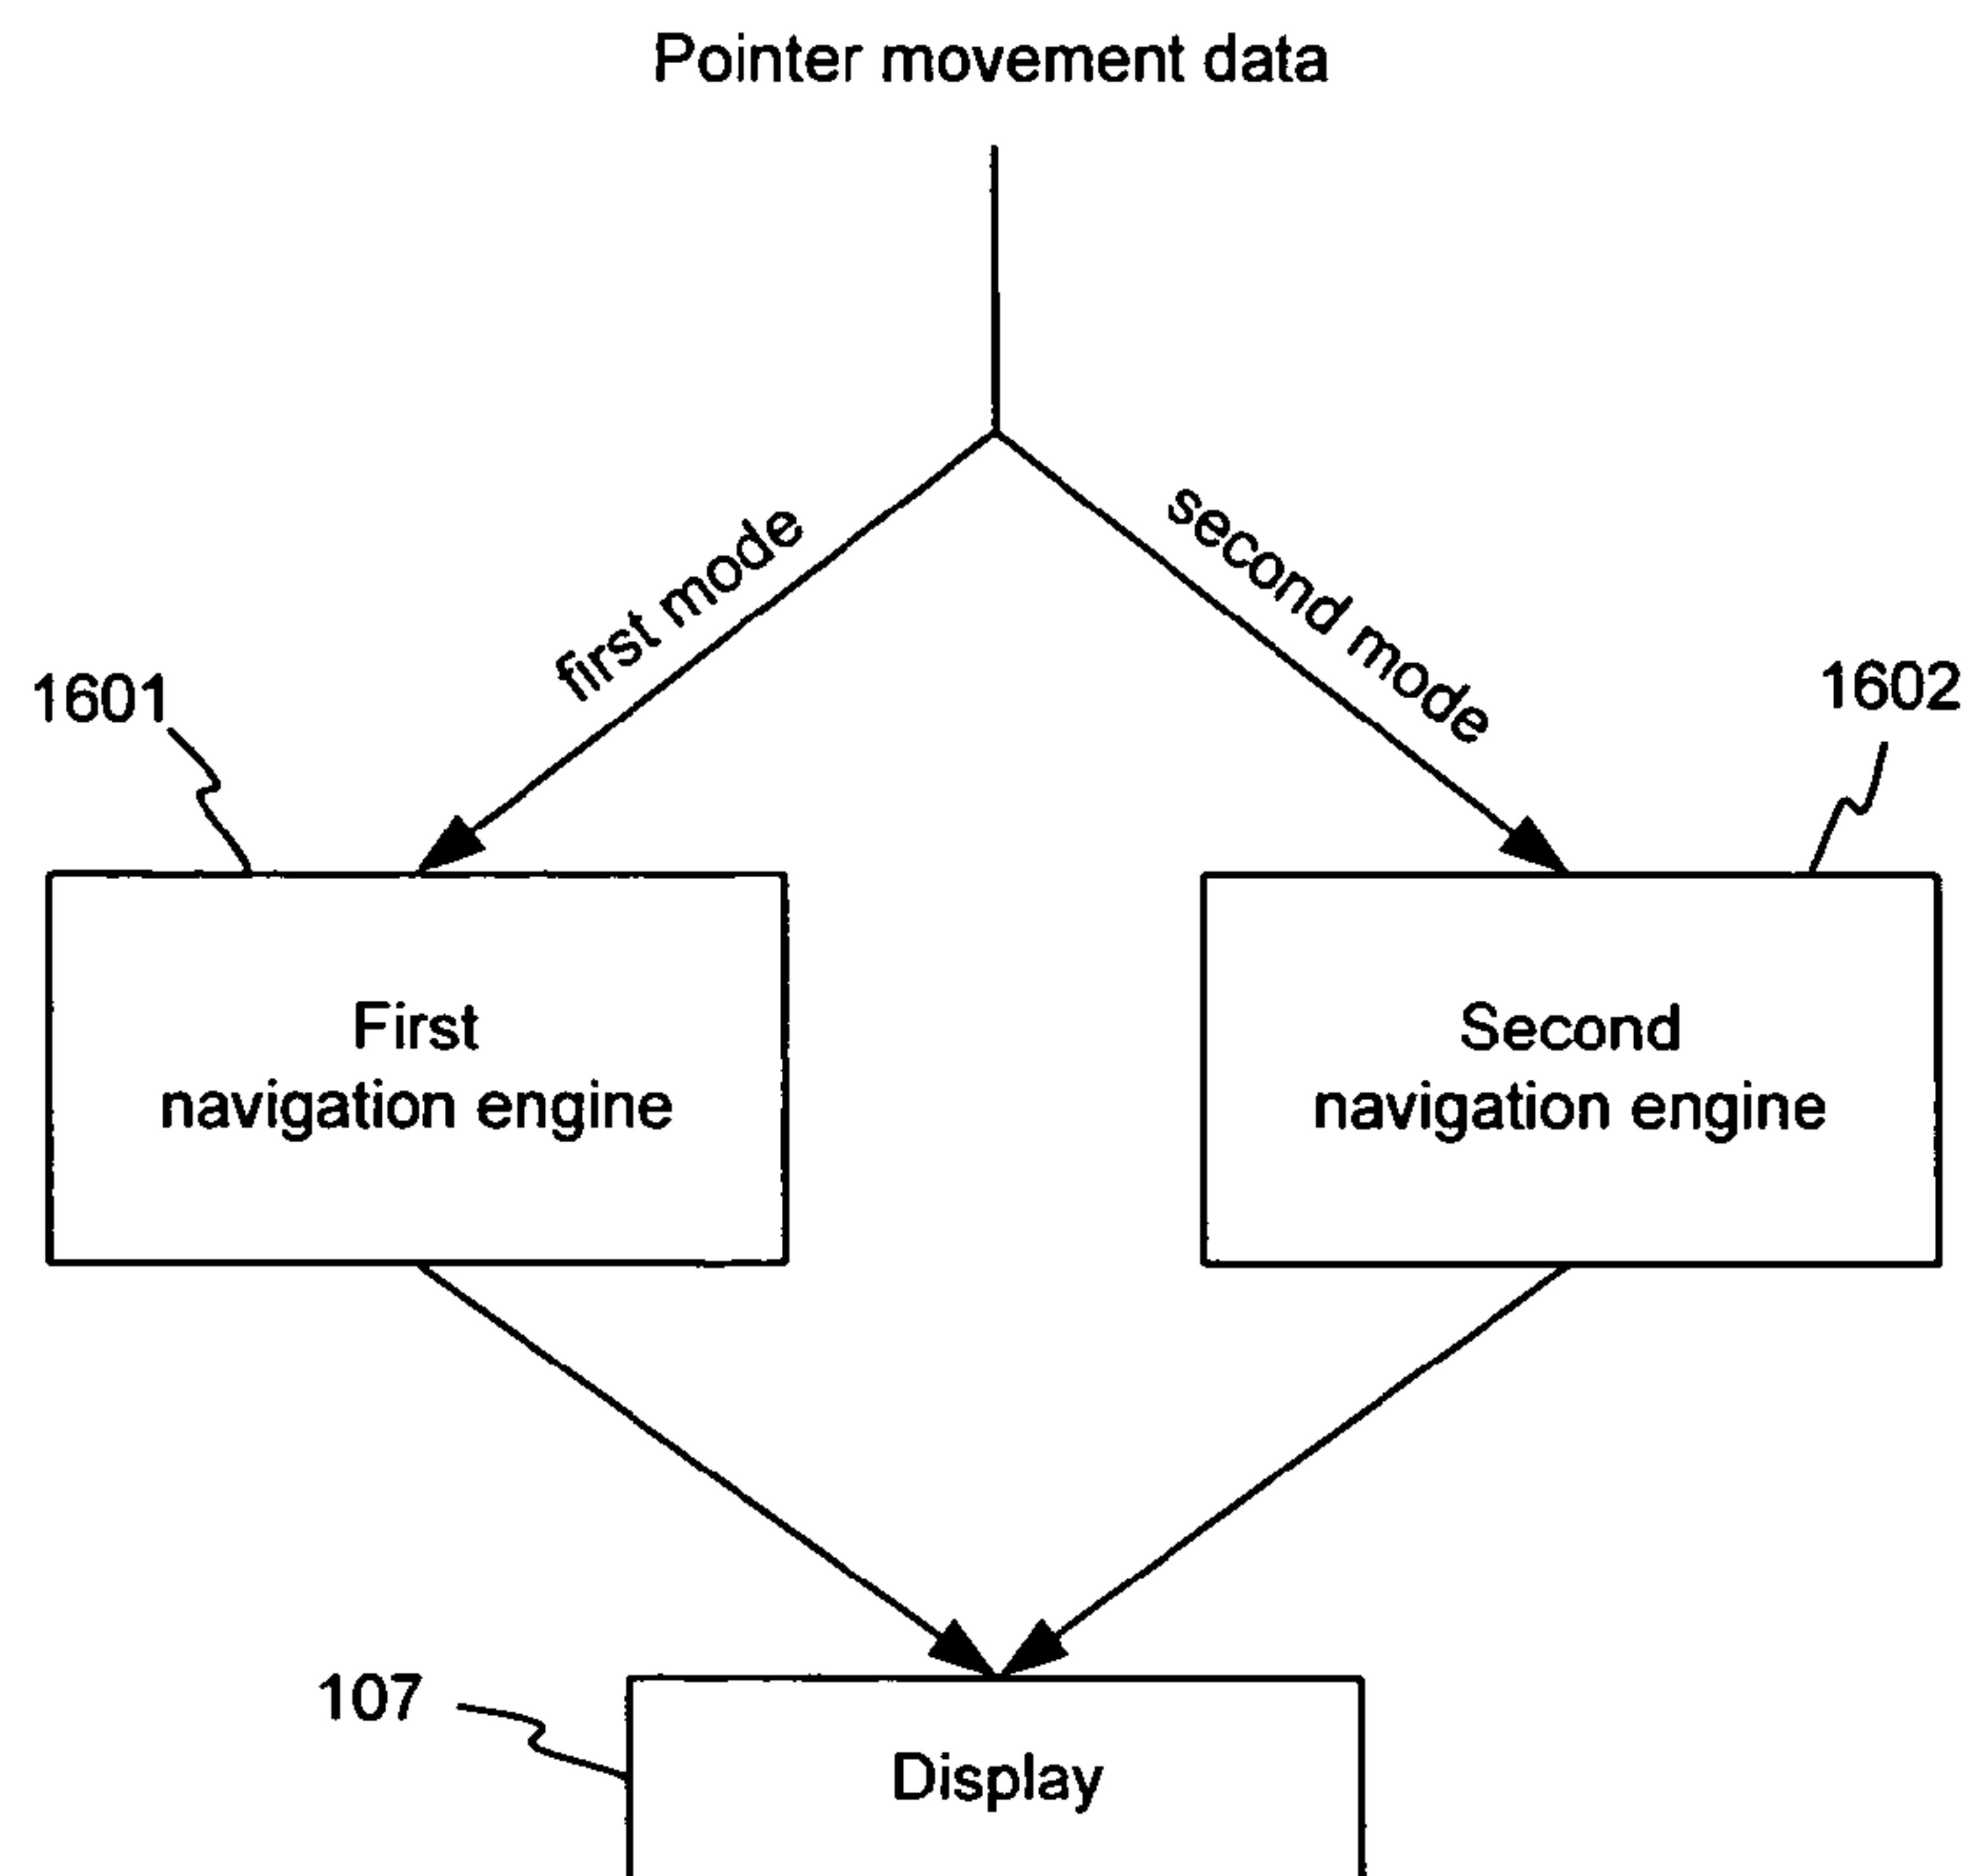 Pointer movement data
first mode
second mode
1601
1602
First
navigation engine
Second
navigation engine
107
Display